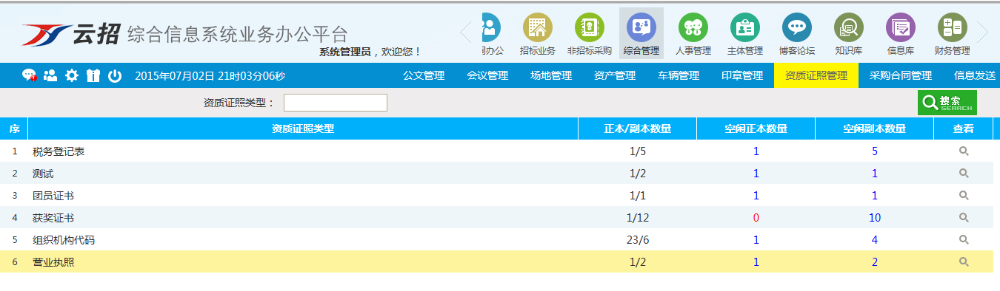 云招 综合信息系统业务办公平台
系统管理员，欢迎您！
办公 招标业务 非招标采购 综合管理 人事管理 主体管理 博客论坛 知识库 信息库 财务管理
2015年07月02日 21时03分06秒 公文管理 会议管理 场地管理 资产管理 车辆管理 印章管理 资质证照管理 采购合同管理 信息发送
资质证照类型： 搜索 SEARCH
序 资质证照类型 正本/副本数量 空闲正本数量 空闲副本数量 查看
1 税务登记表 1/5 1 5
2 测试 1/2 1 1
3 团员证书 1/1 1 1
4 获奖证书 1/12 0 10
5 组织机构代码 23/6 1 4
6 营业执照 1/2 1 2